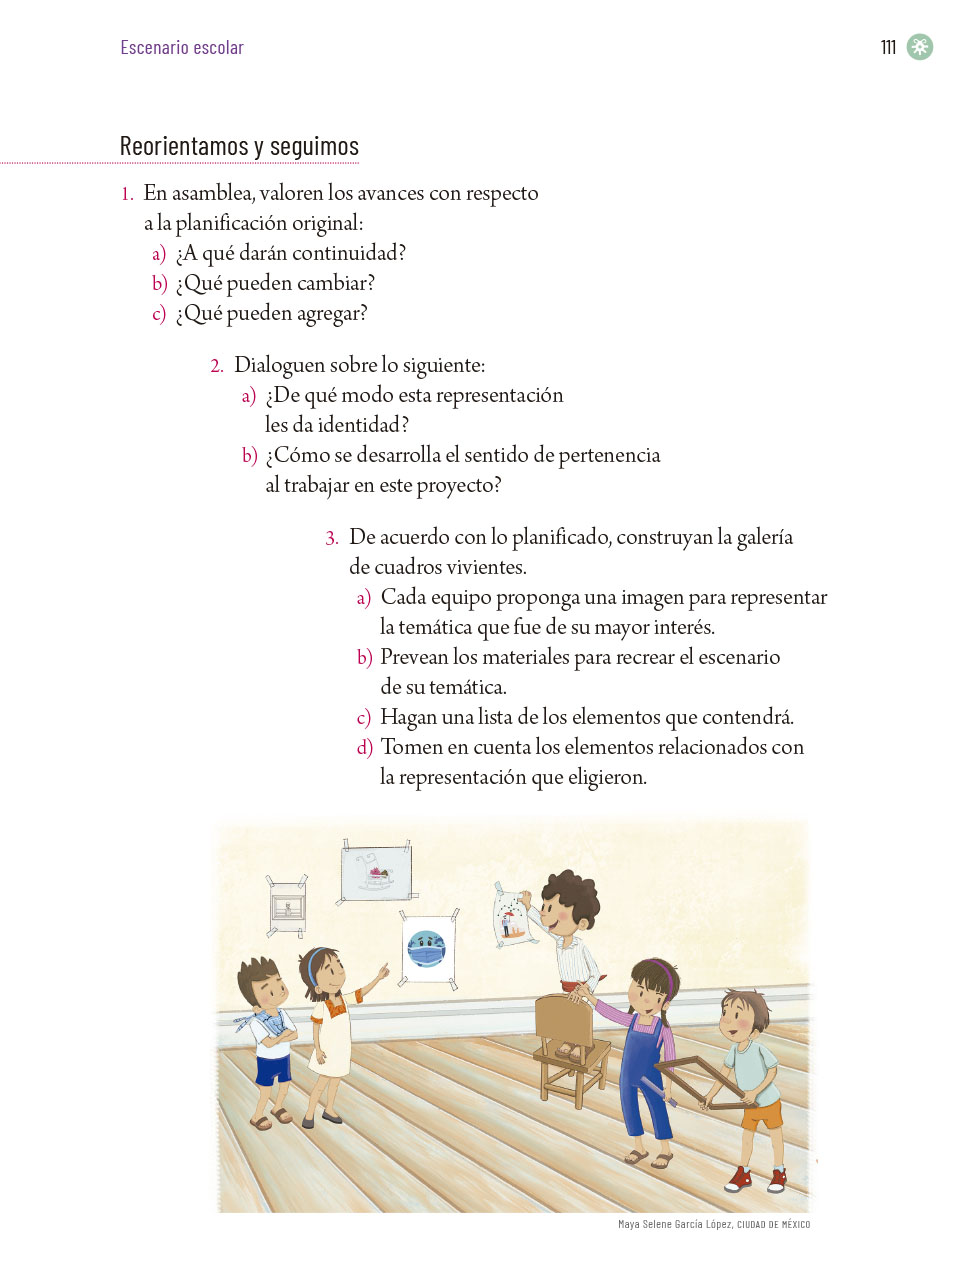 Escenario escolar
111
Reorientamos y seguimos
1. En asamblea, valoren los avances con respecto
a la planificación original:
a) ¿A qué darán continuidad?
b) ¿Qué pueden cambiar?
c) ¿Qué pueden agregar?
2. Dialoguen sobre lo siguiente:
a) ¿De qué modo esta representación
les da identidad?
b) ¿Cómo se desarrolla el sentido de pertenencia
al trabajar en este proyecto?
3. De acuerdo con lo planificado, construyan la galería
de cuadros vivientes.
a) Cada equipo proponga una imagen para representar
la temática que fue de su mayor interés.
b) Prevean los materiales para recrear el escenario
de su temática.
c) Hagan una lista de los elementos que contendrá.
d) Tomen en cuenta los elementos relacionados con
la representación que eligieron.
Maya Selene García López, CIUDAD DE MÉXICO